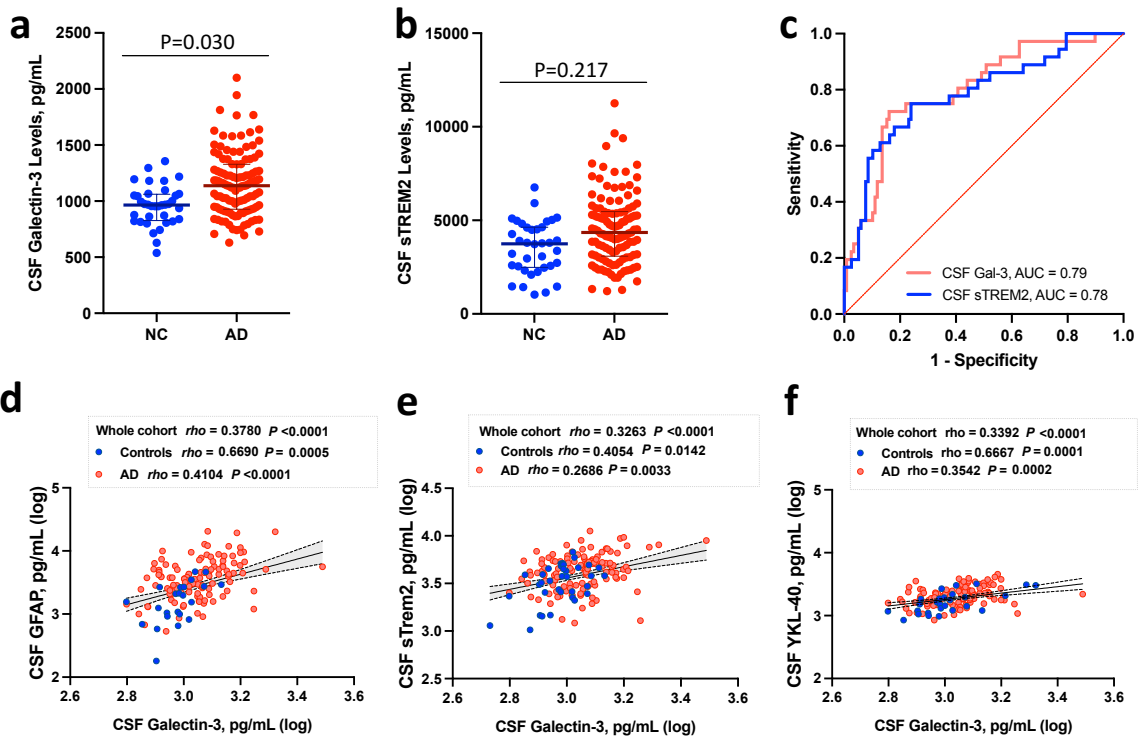 a
P=0.030
CSF Galectin-3 Levels, pg/mL
2500
2000
1500
1000
500
0
NC AD
b
P=0.217
CSF sTREM2 Levels, pg/mL
15000
10000
5000
0
NC AD
c
Sensitivity
1.0
0.8
0.6
0.4
0.2
0.0
CSF Gal-3, AUC = 0.79
CSF sTREM2, AUC = 0.78
0.0 0.2 0.4 0.6 0.8 1.0
1 - Specificity
d
Whole cohort rho = 0.3780 P <0.0001
Controls rho = 0.6690 P = 0.0005
AD rho = 0.4104 P <0.0001
CSF GFAP, pg/mL (log)
5
4
3
2
2.6 2.8 3.0 3.2 3.4 3.6
CSF Galectin-3, pg/mL (log)
e
Whole cohort rho = 0.3263 P <0.0001
Controls rho = 0.4054 P = 0.0142
AD rho = 0.2686 P = 0.0033
CSF sTrem2, pg/mL (log)
4.5
4.0
3.5
3.0
2.5
2.6 2.8 3.0 3.2 3.4 3.6
CSF Galectin-3, pg/mL (log)
f
Whole cohort rho = 0.3392 P <0.0001
Controls rho = 0.6667 P = 0.0001
AD rho = 0.3542 P = 0.0002
CSF YKL-40, pg/mL (log)
5
4
3
2
2.6 2.8 3.0 3.2 3.4 3.6
CSF Galectin-3, pg/mL (log)